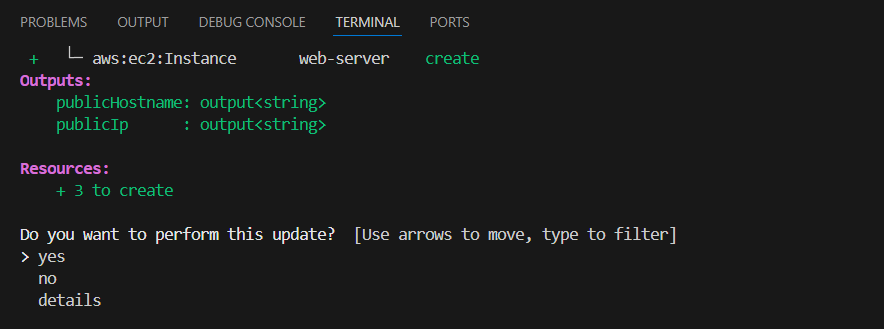 PROBLEMS OUTPUT DEBUG CONSOLE TERMINAL PORTS
+ └─ aws:ec2:Instance web-server create
Outputs:
publicHostname: output<string>
publicIp : output<string>
Resources:
+ 3 to create
Do you want to perform this update? [Use arrows to move, type to filter]
> yes
no
details